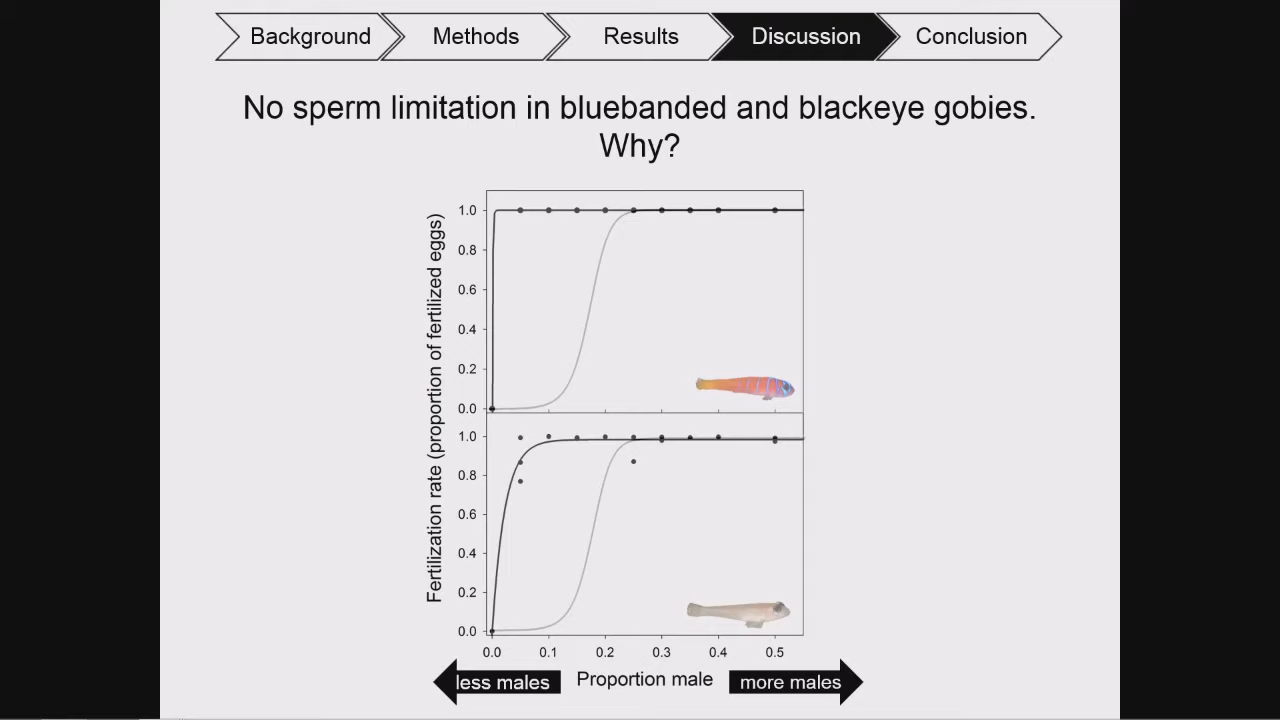 Background
Methods
Results
Discussion
Conclusion
No sperm limitation in bluebanded and blackeye gobies.
Why?
Fertilization rate (proportion of fertilized eggs)
1.0
0.8
0.6
0.4
0.2
0.0
1.0
0.8
0.6
0.4
0.2
0.0
0.0 0.1 0.2 0.3 0.4 0.5
less males
Proportion male
more males